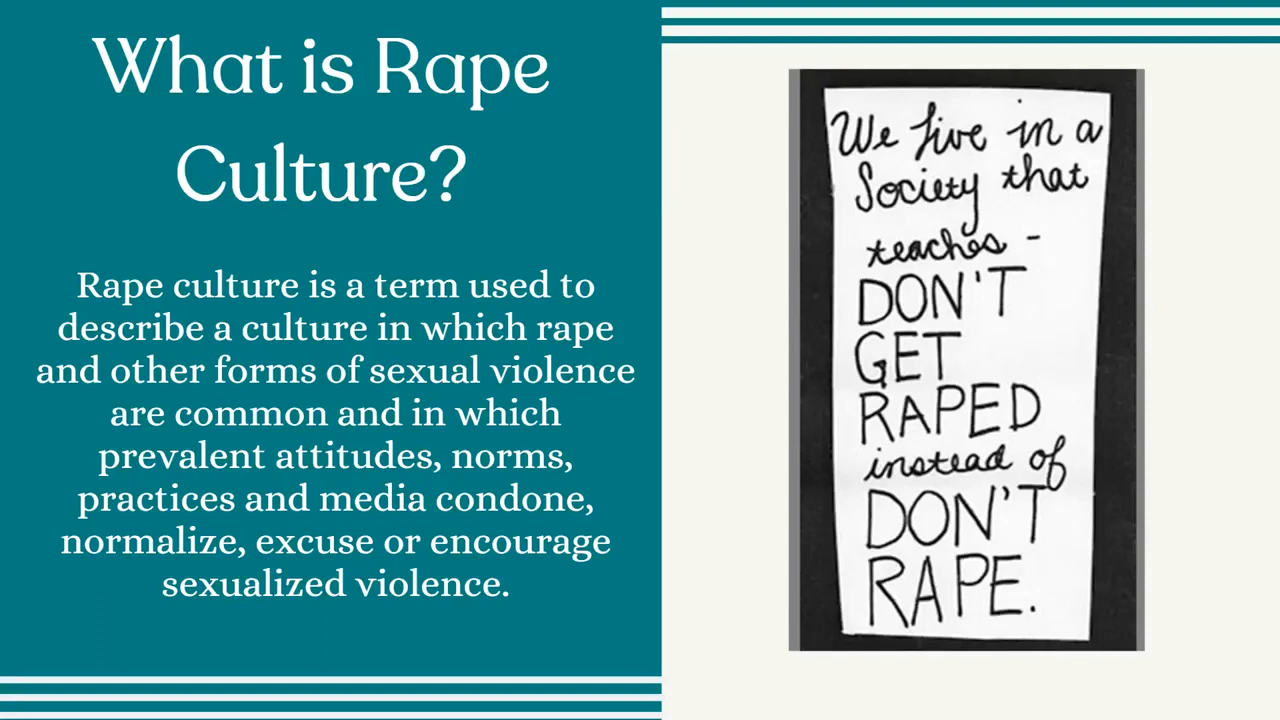 What is Rape
Culture?
Rape culture is a term used to
describe a culture in which rape
and other forms of sexual violence
are common and in which
prevalent attitudes, norms,
practices and media condone,
normalize, excuse or encourage
sexualized violence.
We live in a
Society that
teaches -
DON'T
GET
RAPED
instead of
DON'T
RAPE.